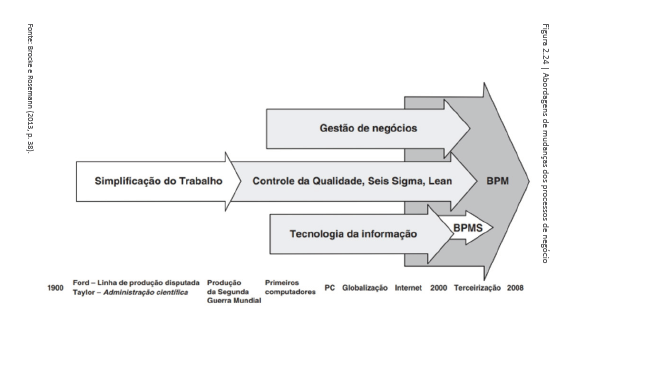 Figura 2.24 | Abordagens de mudanças dos processos de negócio
Gestão de negócios
Simplificação do Trabalho
Controle da Qualidade, Seis Sigma, Lean
BPM
Tecnologia da informação
BPMS
1900
Ford – Linha de produção disputada
Taylor – Administração científica
Produção
da Segunda
Guerra Mundial
Primeiros
computadores
PC
Globalização
Internet
2000
Terceirização
2008
Fonte: Brocke e Rosemann (2013, p. 38).